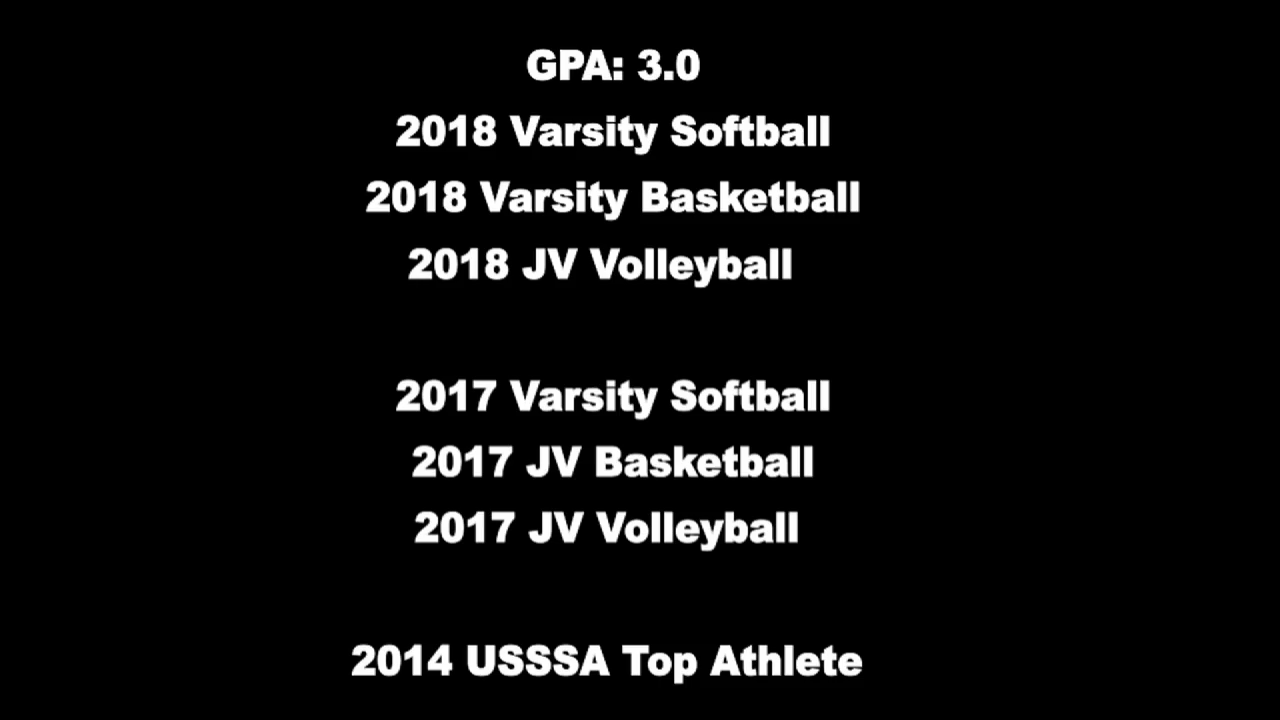 GPA: 3.0
2018 Varsity Softball
2018 Varsity Basketball
2018 JV Volleyball
2017 Varsity Softball
2017 JV Basketball
2017 JV Volleyball
2014 USSSA Top Athlete